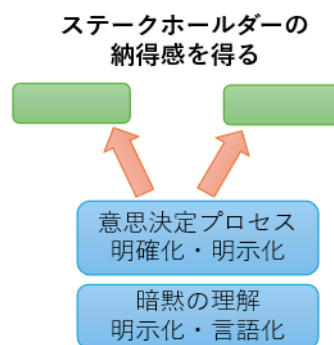 ステークホールダーの
納得感を得る
意思決定プロセス
明確化・明示化
暗黙の理解
明示化・言語化